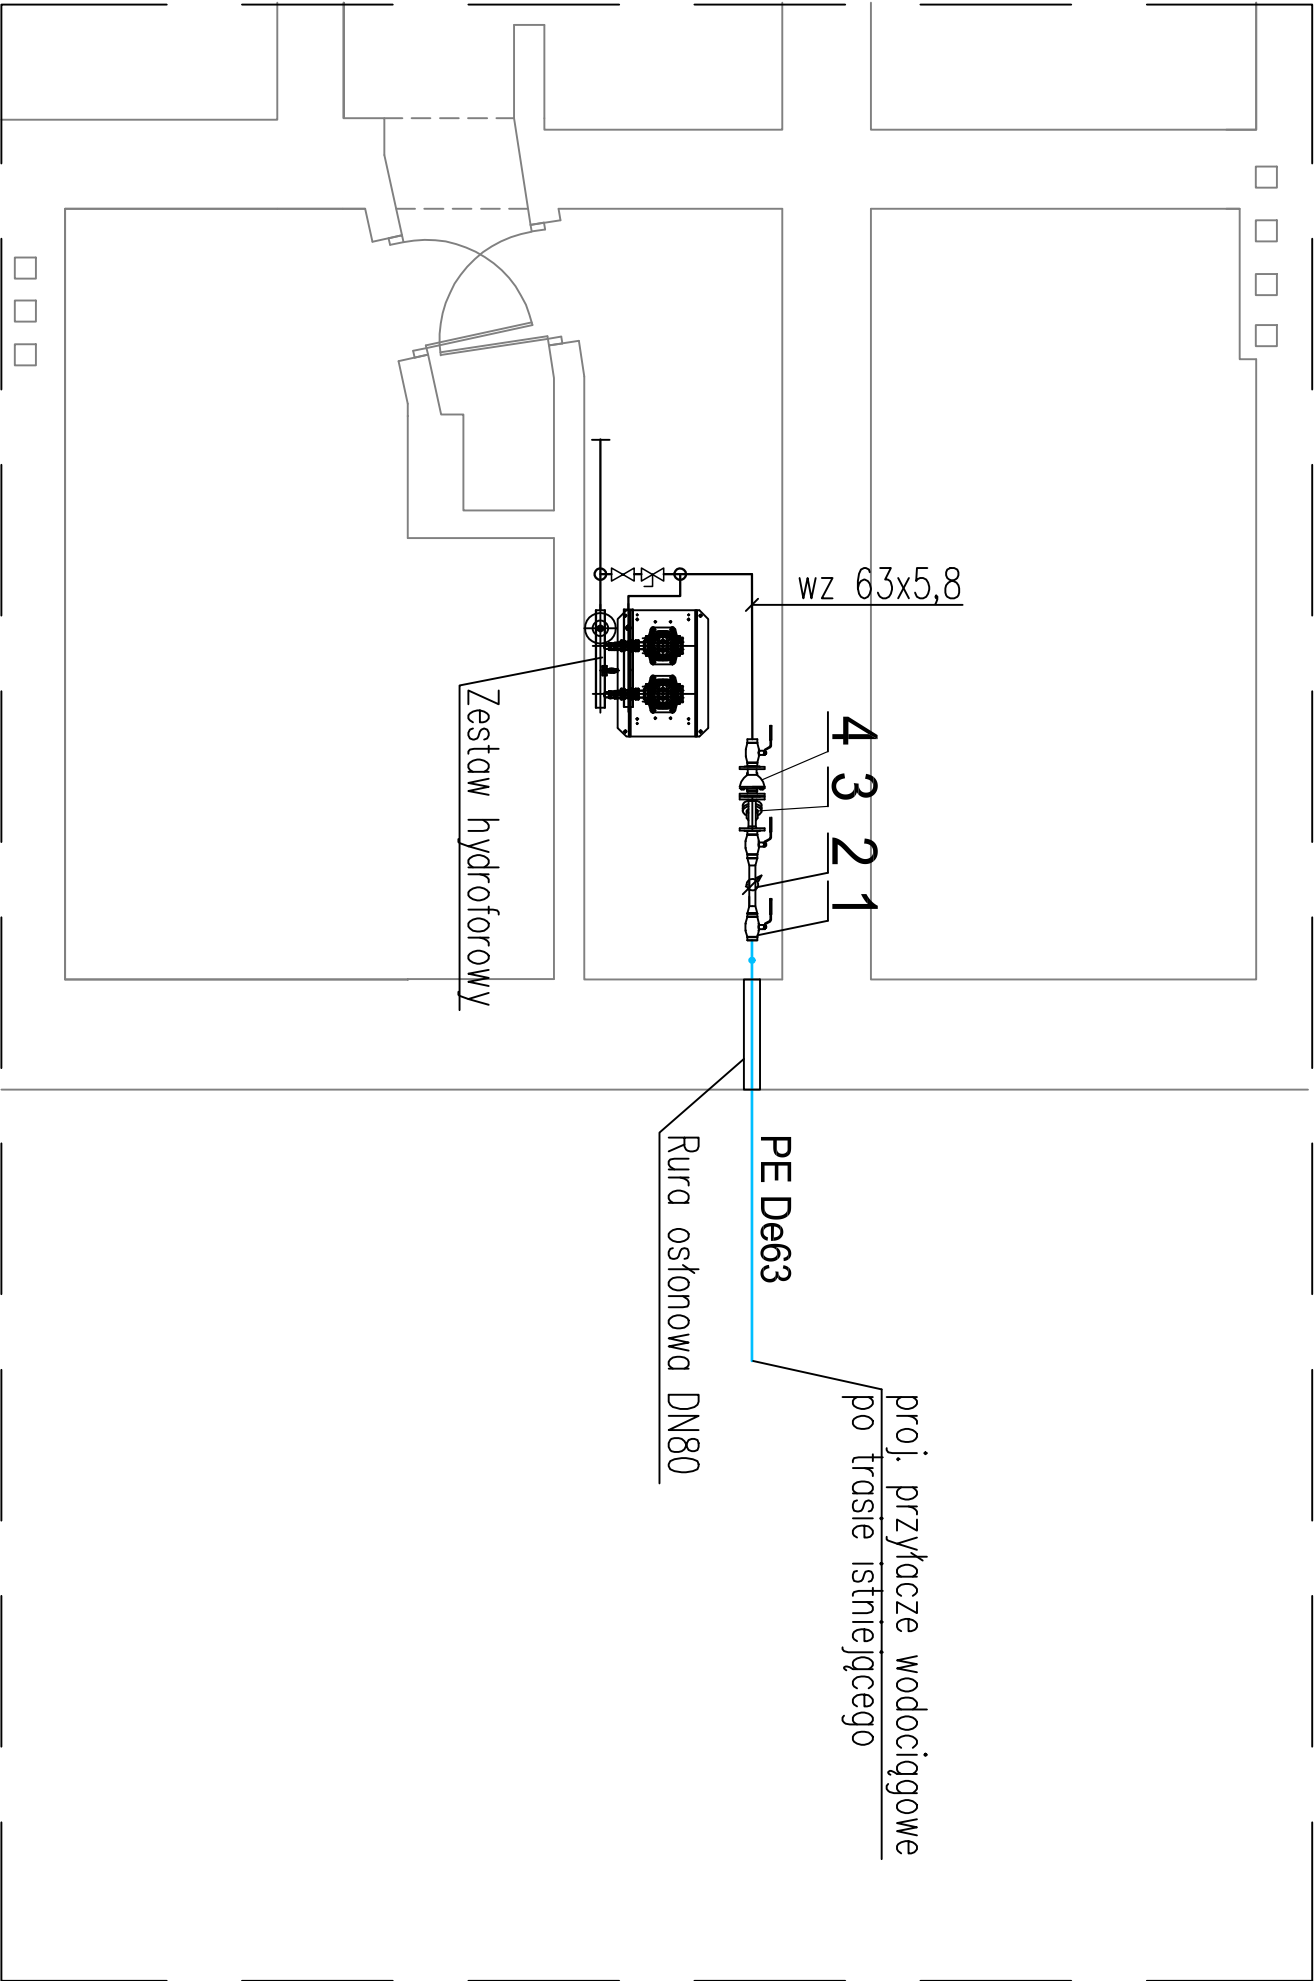 wz 63x5,8
4
3
2
1
Zestaw hydroforowy
PE De63
Rura osłonowa DN80
proj. przyłacze wodociągowe
po trasie istniejącego